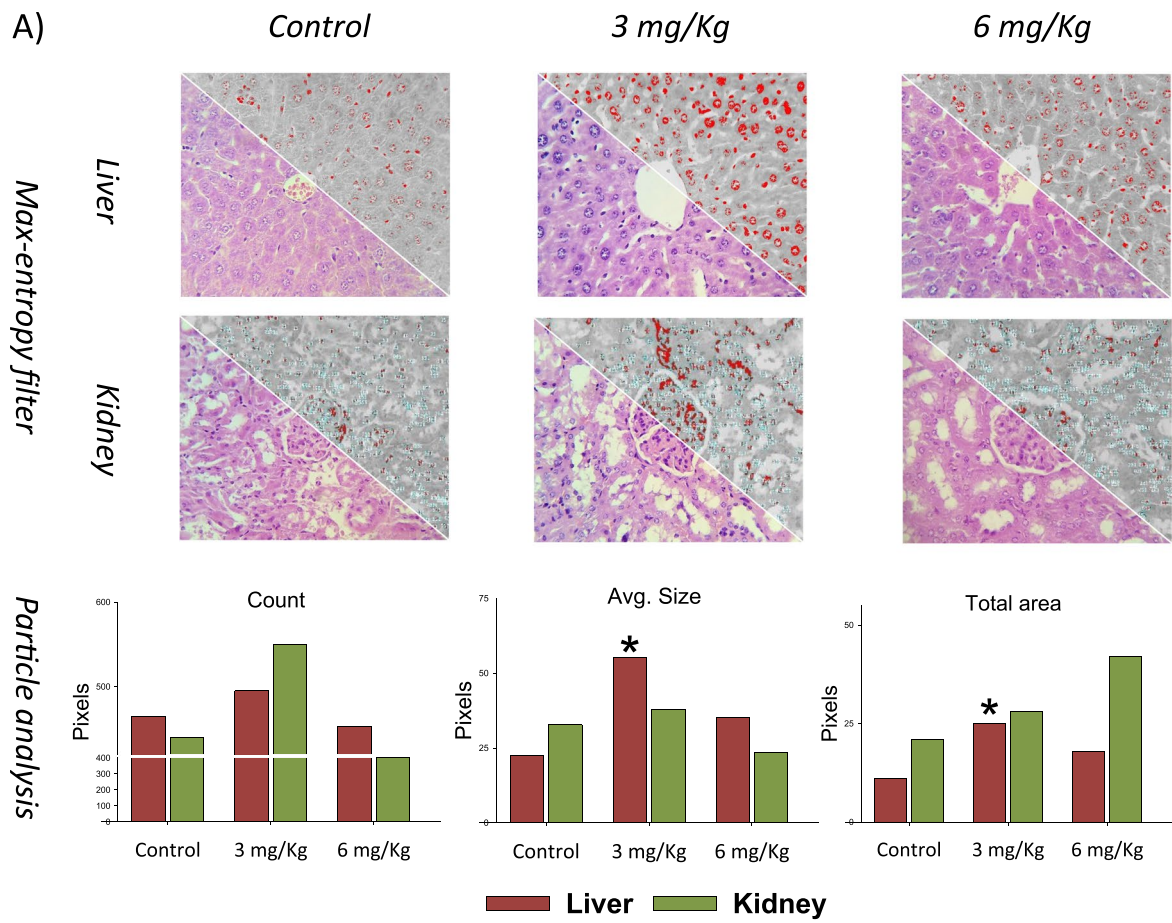 A)
Control
3 mg/Kg
6 mg/Kg
Max-entropy filter
Liver
Kidney
Particle analysis
Count
Pixels
600
500
400
300
200
100
0
Control
3 mg/Kg
6 mg/Kg
Avg. Size
Pixels
75
50
25
0
*
Control
3 mg/Kg
6 mg/Kg
Total area
Pixels
50
25
0
*
Control
3 mg/Kg
6 mg/Kg
Liver
Kidney